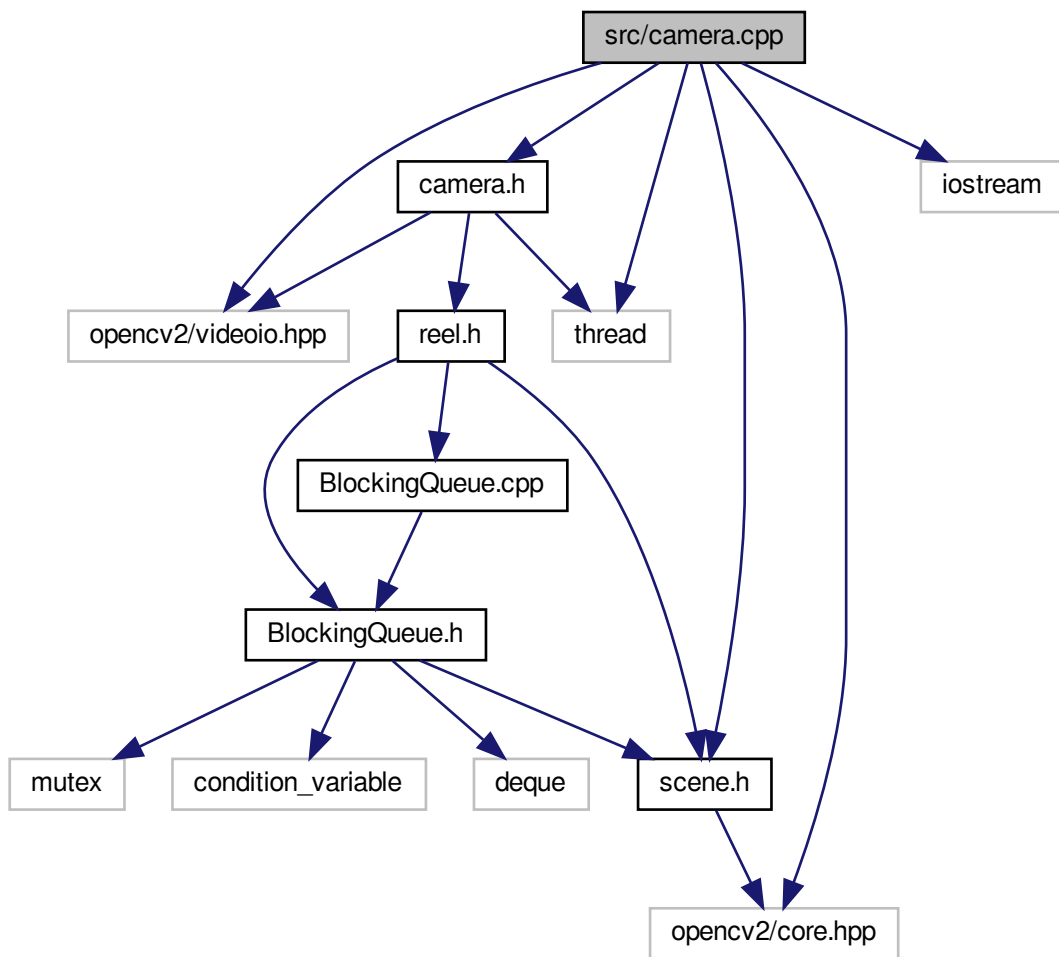 src/camera.cpp
camera.h
iostream
opencv2/videoio.hpp
reel.h
thread
BlockingQueue.cpp
BlockingQueue.h
mutex
condition_variable
deque
scene.h
opencv2/core.hpp